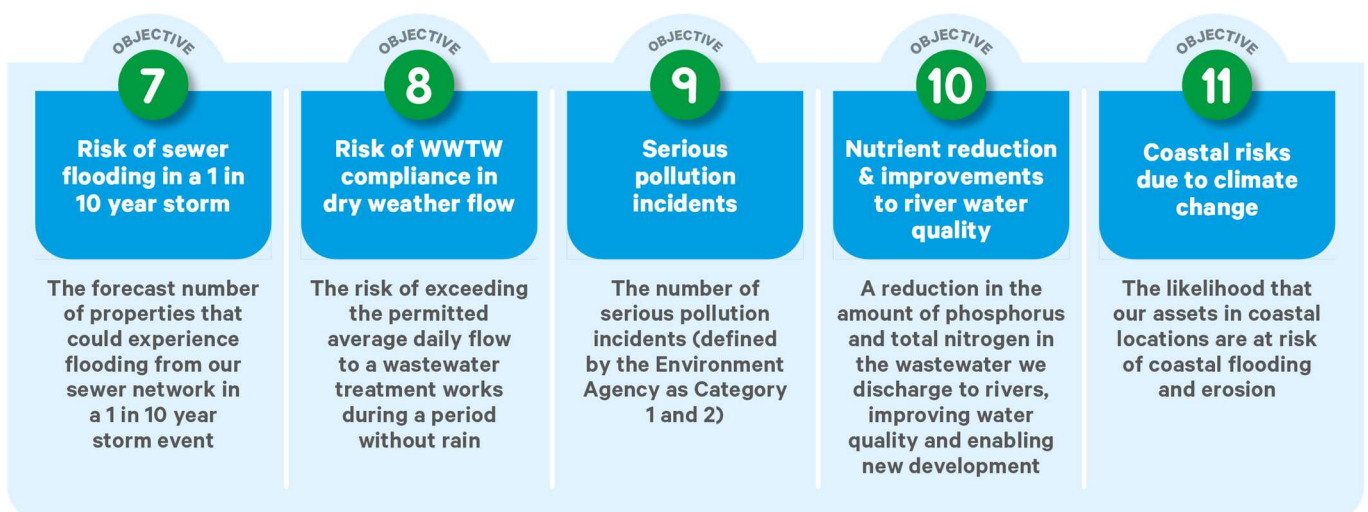 OBJECTIVE
7
Risk of sewer
flooding in a 1 in
10 year storm
The forecast number
of properties that
could experience
flooding from our
sewer network in
a 1 in 10 year
storm event
OBJECTIVE
8
Risk of WWTW
compliance in
dry weather flow
The risk of exceeding
the permitted
average daily flow
to a wastewater
treatment works
during a period
without rain
OBJECTIVE
9
Serious
pollution
incidents
The number of
serious pollution
incidents (defined
by the Environment
Agency as Category
1 and 2)
OBJECTIVE
10
Nutrient reduction
& improvements
to river water
quality
A reduction in the
amount of phosphorus
and total nitrogen in
the wastewater we
discharge to rivers,
improving water
quality and enabling
new development
OBJECTIVE
11
Coastal risks
due to climate
change
The likelihood that
our assets in coastal
locations are at risk
of coastal flooding
and erosion